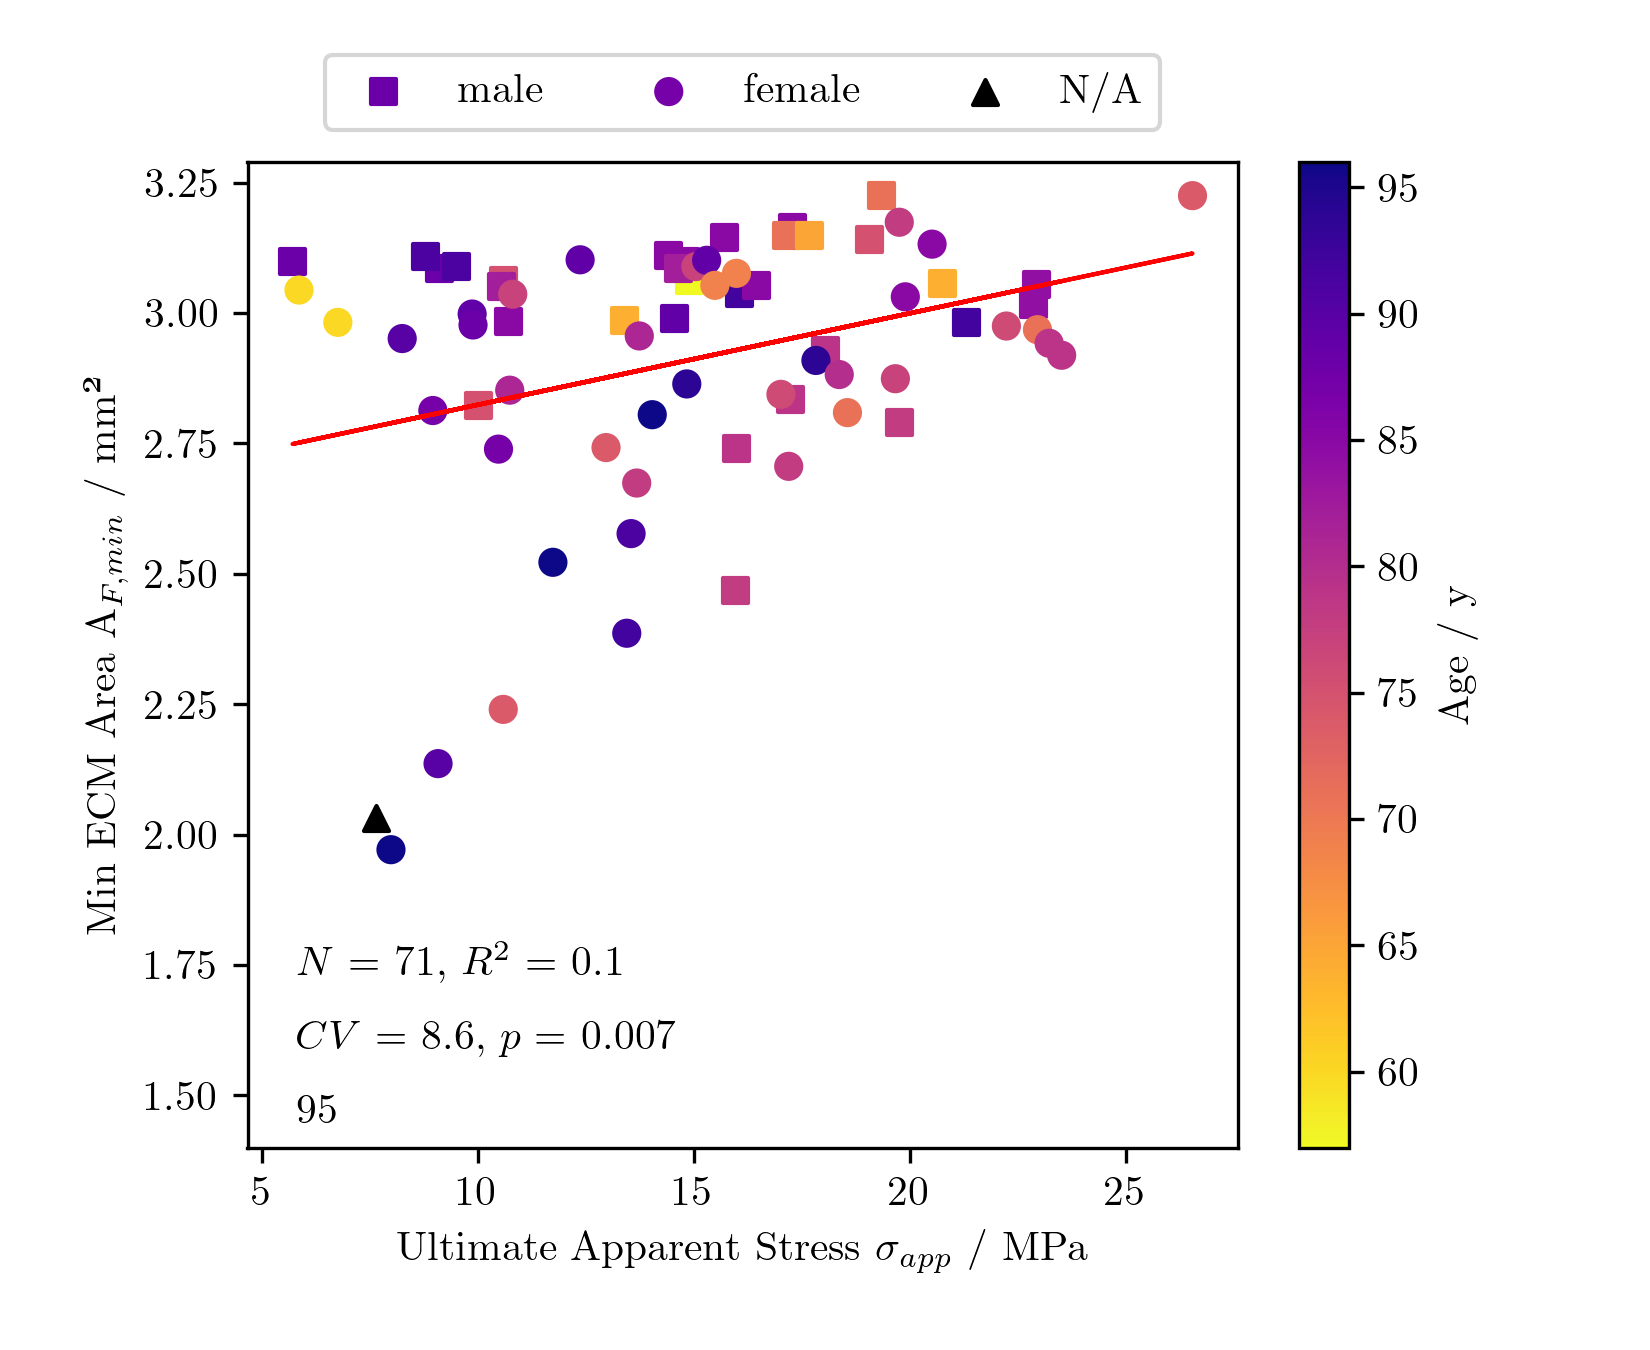 male female N/A
3.25
3.00
2.75
2.50
2.25
2.00
1.75
1.50
Min ECM Area A_{F,min} / mm²
N = 71, R² = 0.1
CV = 8.6, p = 0.007
95
5 10 15 20 25
Ultimate Apparent Stress σ_{app} / MPa
95
90
85
80
75
70
65
60
Age / y